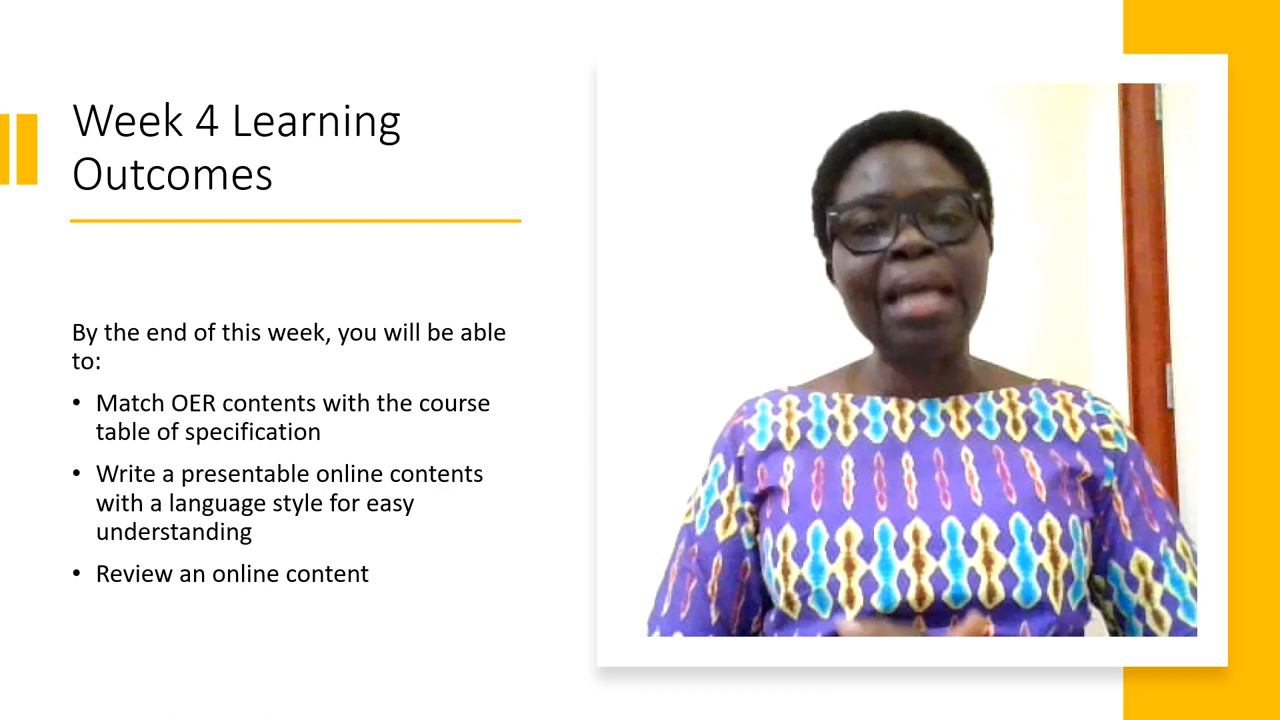 Week 4 Learning
Outcomes
By the end of this week, you will be able
to:
• Match OER contents with the course
table of specification
• Write a presentable online contents
with a language style for easy
understanding
• Review an online content